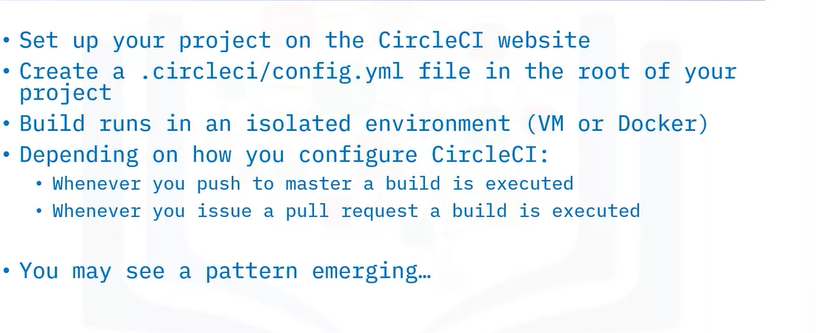 • Set up your project on the CircleCI website
• Create a .circleci/config.yml file in the root of your
project
• Build runs in an isolated environment (VM or Docker)
• Depending on how you configure CircleCI:
• Whenever you push to master a build is executed
• Whenever you issue a pull request a build is executed
• You may see a pattern emerging…